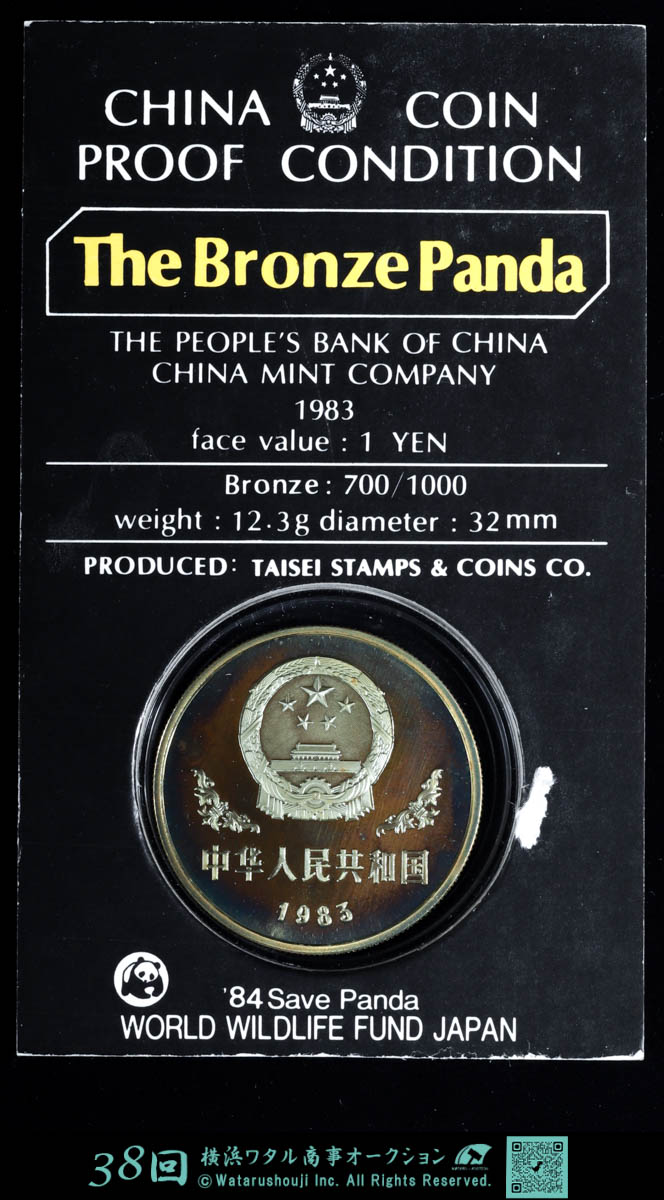 CHINA COIN
PROOF CONDITION
The Bronze Panda
THE PEOPLE'S BANK OF CHINA
CHINA MINT COMPANY
1983
face value : 1 YEN
Bronze: 700/1000
weight : 12.3g diameter : 32mm
PRODUCED: TAISEI STAMPS & COINS CO.
中华人民共和国
1983
'84 Save Panda
WORLD WILDLIFE FUND JAPAN
38回 横浜ワタル商事オークション
©Watarushouji Inc. All Rights Reserved.